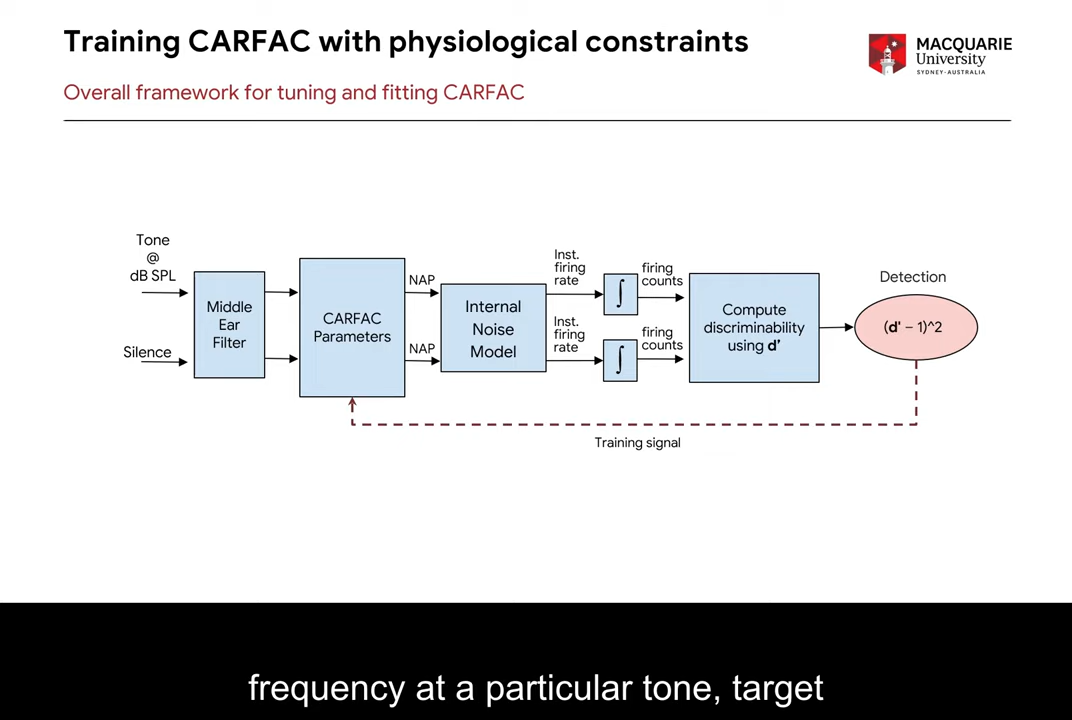 Training CARFAC with physiological constraints
MACQUARIE
University
SYDNEY·AUSTRALIA
Overall framework for tuning and fitting CARFAC
Tone
@
dB SPL
Silence
Middle
Ear
Filter
CARFAC
Parameters
NAP
NAP
Internal
Noise
Model
Inst.
firing
rate
Inst.
firing
rate
∫
∫
firing
counts
firing
counts
Compute
discriminability
using d'
Detection
(d' − 1)^2
Training signal
frequency at a particular tone, target